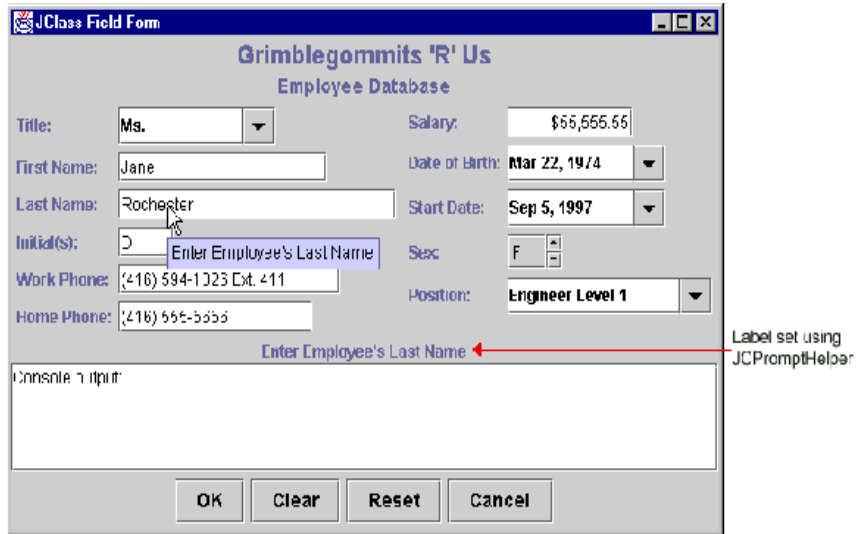 JClass Field Form
Grimblegommits 'R' Us
Employee Database
Title: Ms.
Salary: $55,555.55
First Name: Jane
Date of Birth: Mar 22, 1974
Last Name: Rochester
Start Date: Sep 5, 1997
Initial(s): D
Enter Employee's Last Name
Sex: F
Work Phone: (416) 594-1026 Ext. 411
Position: Engineer Level 1
Home Phone: (416) 555-5555
Enter Employee's Last Name
Label set using
JCPromptHelper
Console output:
OK Clear Reset Cancel